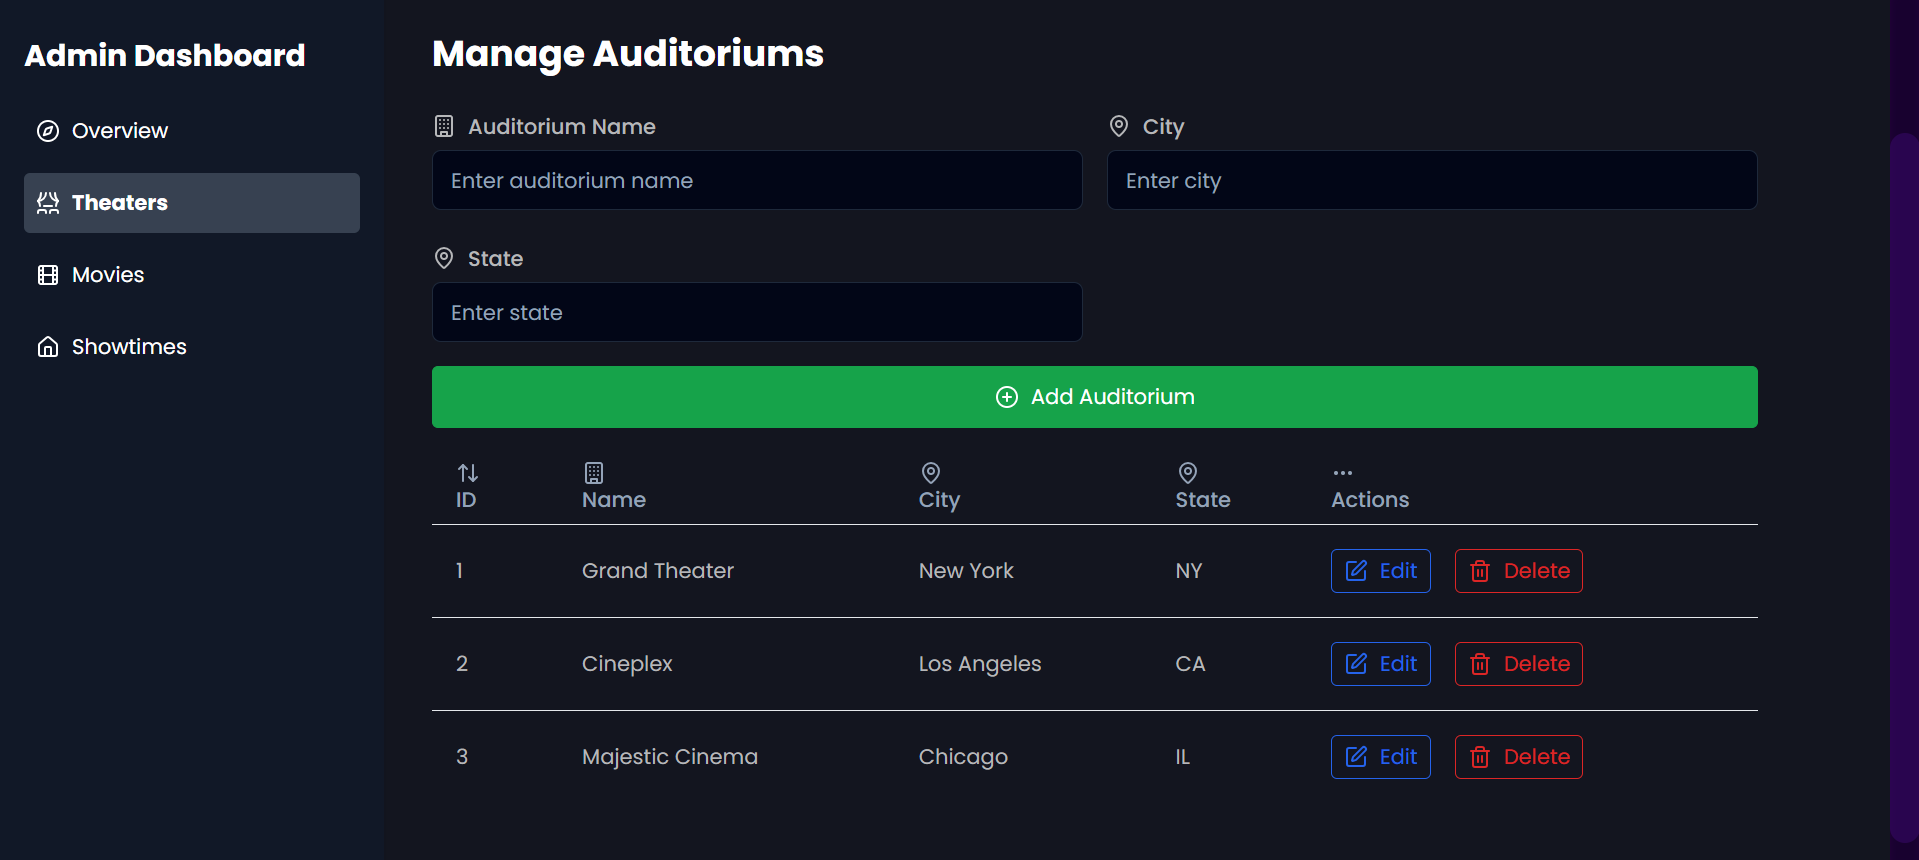 Admin Dashboard
Overview
Theaters
Movies
Showtimes
Manage Auditoriums
Auditorium Name
City
Enter auditorium name
Enter city
State
Enter state
Add Auditorium
ID Name City State Actions
1 Grand Theater New York NY Edit Delete
2 Cineplex Los Angeles CA Edit Delete
3 Majestic Cinema Chicago IL Edit Delete